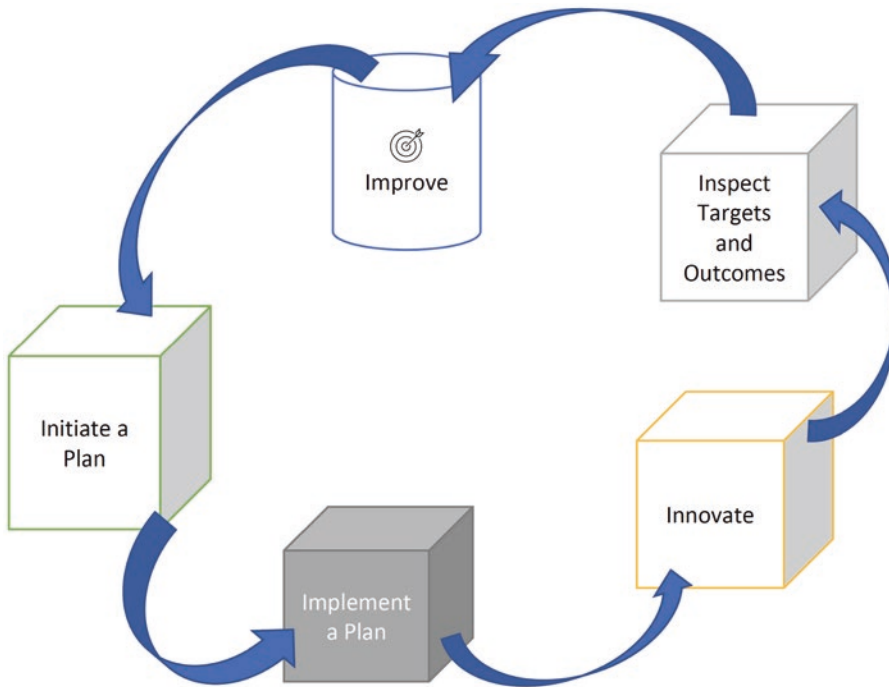 Improve
Inspect
Targets
and
Outcomes
Initiate a
Plan
Innovate
Implement
a Plan